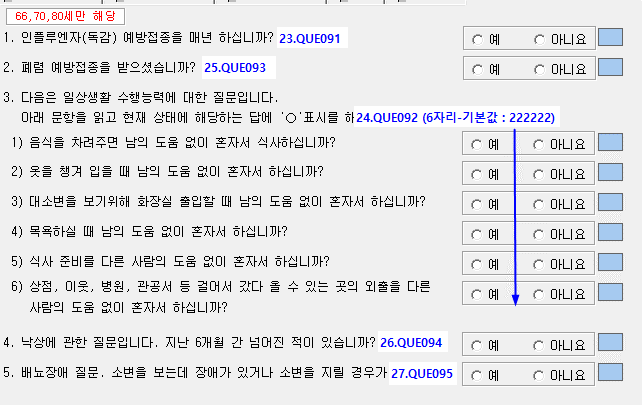 66,70,80세만 해당
1. 인플루엔자(독감) 예방접종을 매년 하십니까? 23.QUE091 예 아니요
2. 폐렴 예방접종을 받으셨습니까? 25.QUE093 예 아니요
3. 다음은 일상생활 수행능력에 대한 질문입니다.
아래 문항을 읽고 현재 상태에 해당하는 답에 '○'표시를 하 24.QUE092 (6자리-기본값 : 222222)
1) 음식을 차려주면 남의 도움 없이 혼자서 식사하십니까? 예 아니요
2) 옷을 챙겨 입을 때 남의 도움 없이 혼자서 하십니까? 예 아니요
3) 대소변을 보기위해 화장실 출입할 때 남의 도움 없이 혼자서 하십니까? 예 아니요
4) 목욕하실 때 남의 도움 없이 혼자서 하십니까? 예 아니요
5) 식사 준비를 다른 사람의 도움 없이 혼자서 하십니까? 예 아니요
6) 상점, 이웃, 병원, 관공서 등 걸어서 갔다 올 수 있는 곳의 외출을 다른 예 아니요
사람의 도움 없이 혼자서 하십니까?
4. 낙상에 관한 질문입니다. 지난 6개월 간 넘어진 적이 있습니까? 26.QUE094 예 아니요
5. 배뇨장애 질문. 소변을 보는데 장애가 있거나 소변을 지릴 경우가 27.QUE095 예 아니요